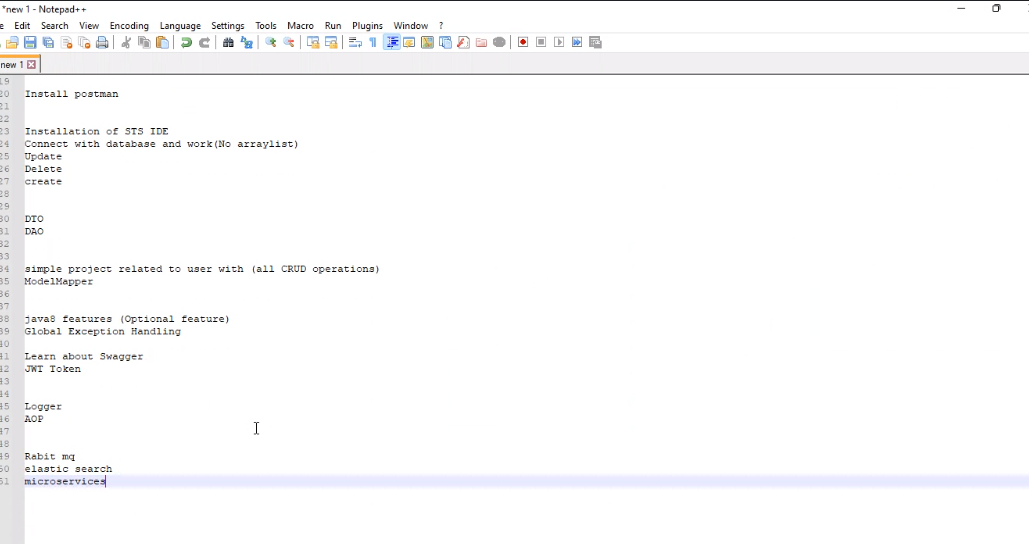 *new 1 - Notepad++
Edit Search View Encoding Language Settings Tools Macro Run Plugins Window ?
new 1
20 Install postman
21
22
23 Installation of STS IDE
24 Connect with database and work(No arraylist)
25 Update
26 Delete
27 create
28
29
30 DTO
31 DAO
32
33
34 simple project related to user with (all CRUD operations)
35 ModelMapper
36
37
38 java8 features (Optional feature)
39 Global Exception Handling
40
41 Learn about Swagger
42 JWT Token
43
44
45 Logger
46 AOP
47
48
49 Rabit mq
50 elastic search
51 microservices